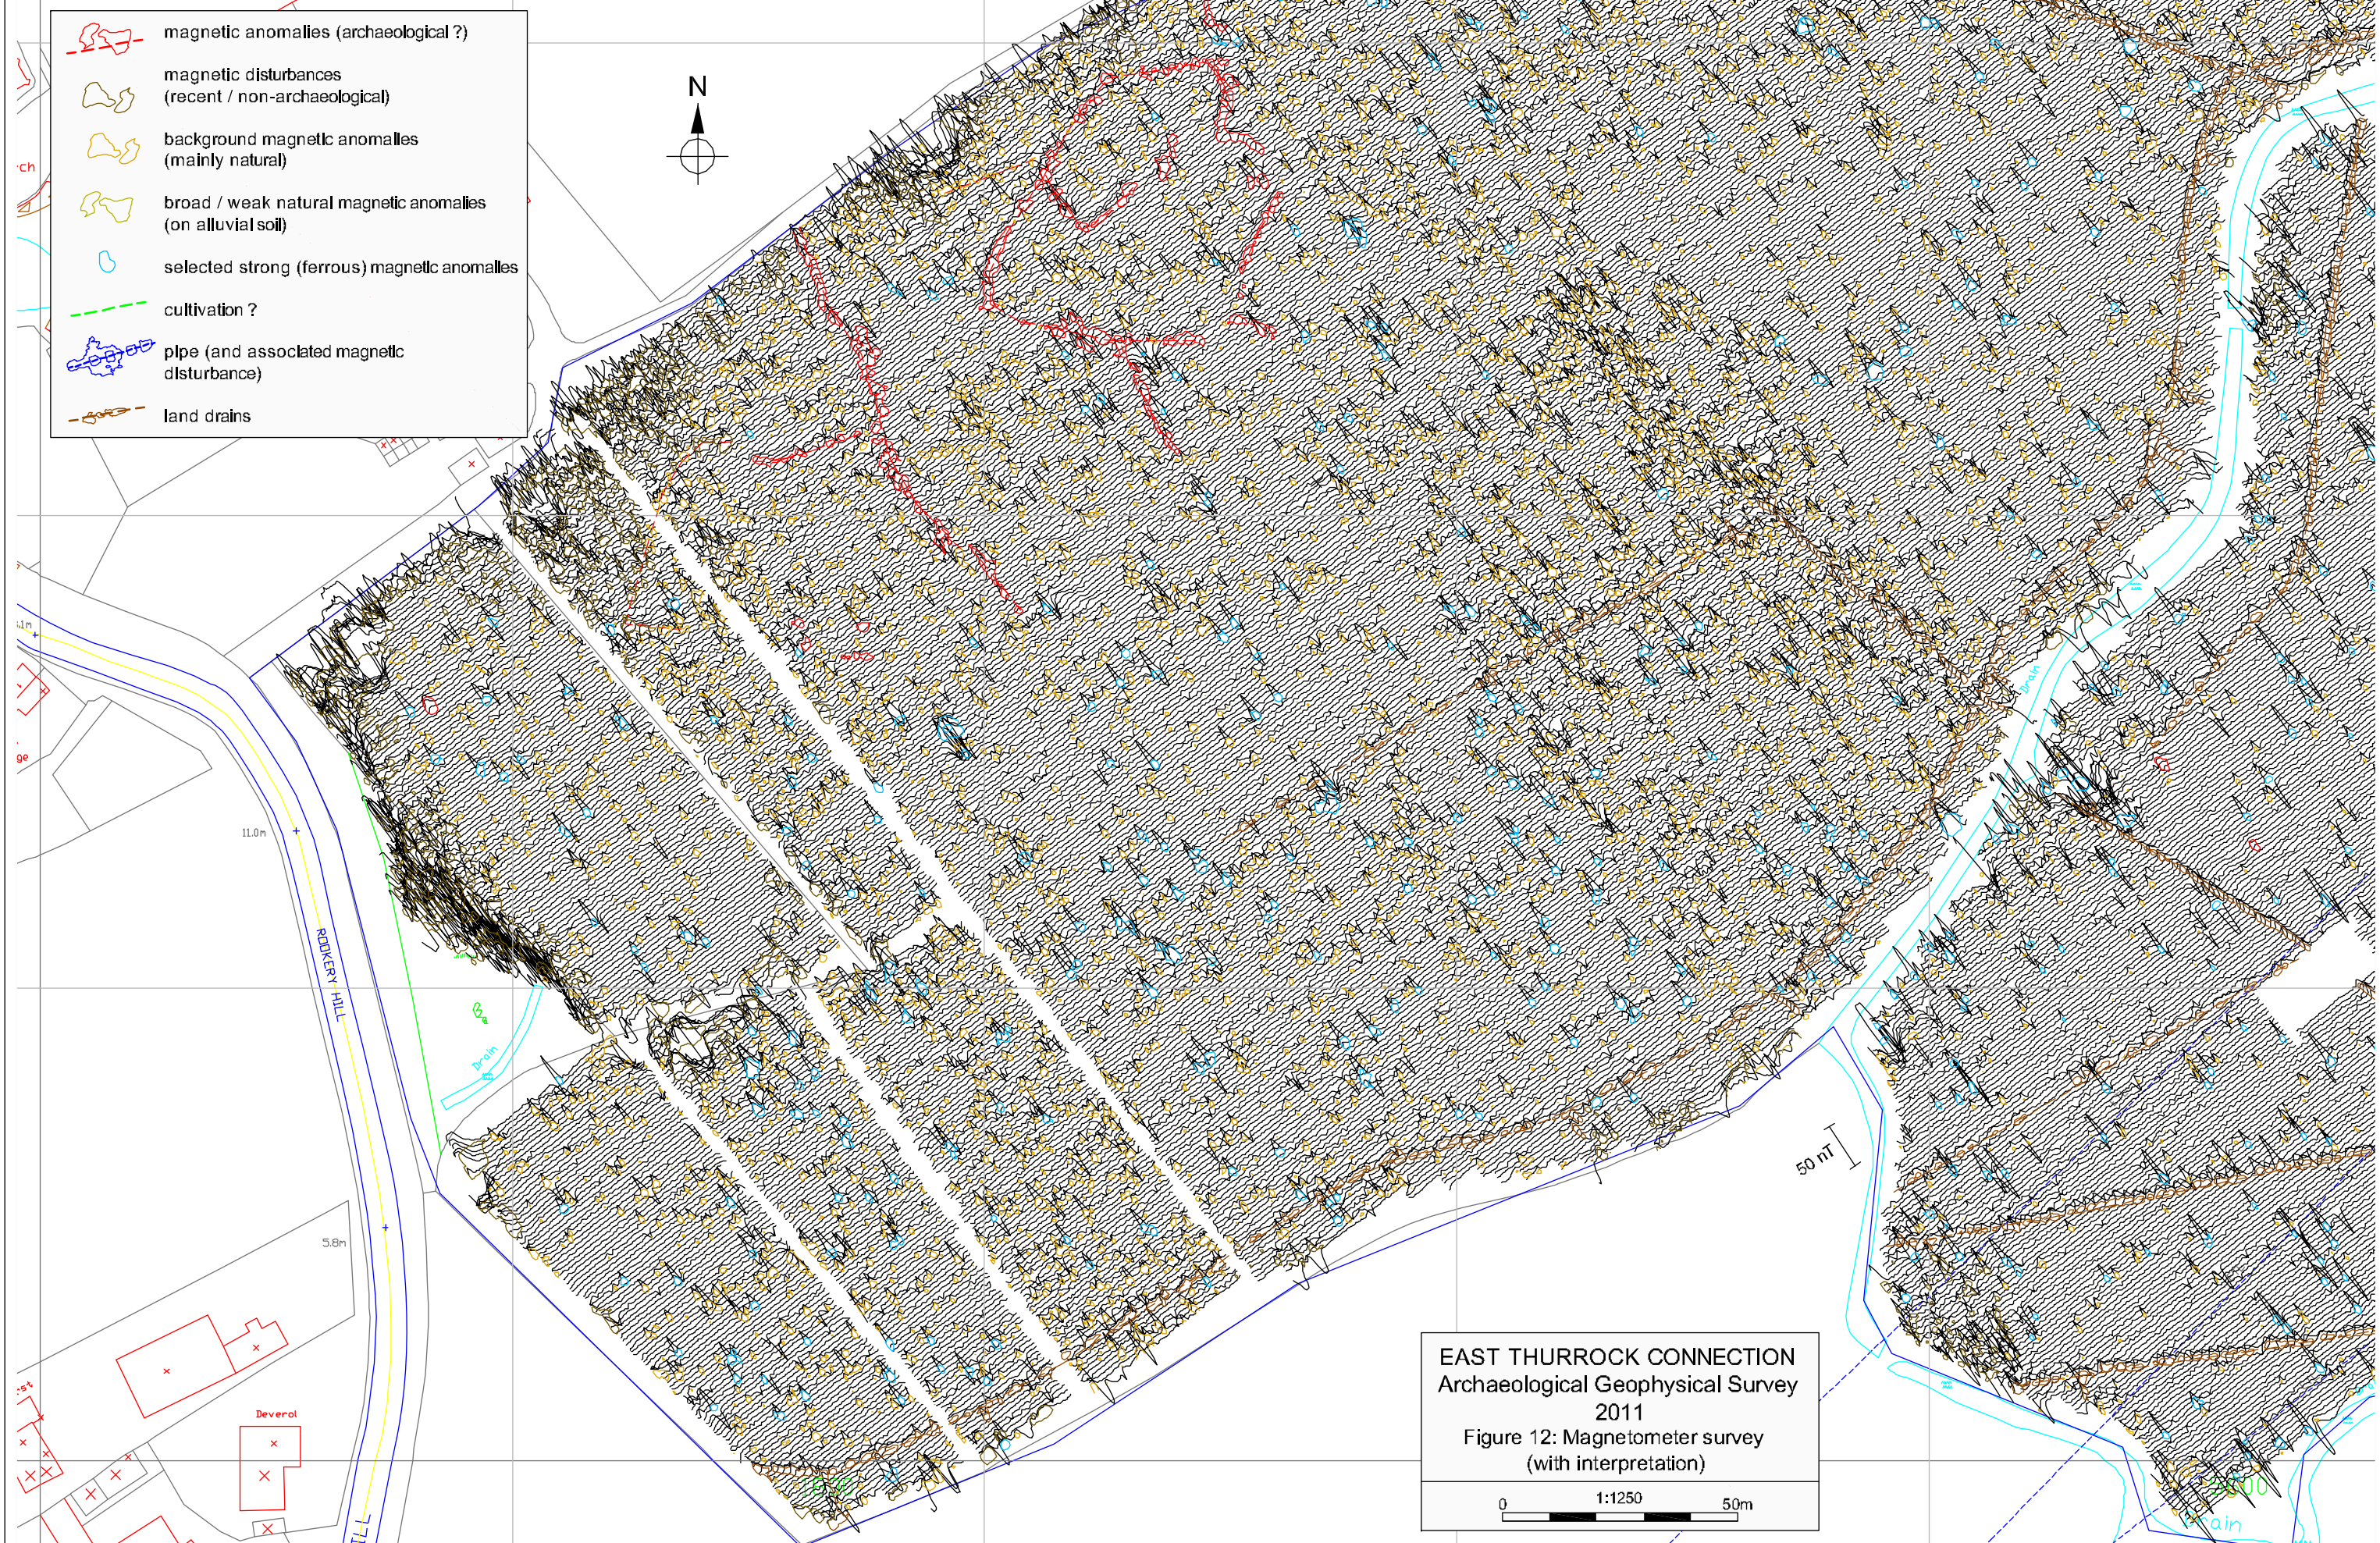 magnetic anomalies (archaeological ?)
magnetic disturbances
(recent / non-archaeological)
background magnetic anomalies
(mainly natural)
broad / weak natural magnetic anomalies
(on alluvial soil)
selected strong (ferrous) magnetic anomalies
cultivation ?
pipe (and associated magnetic
disturbance)
land drains
N
ch
ge
11.0m
ROOKERY HILL
Drain
Drain
50 nT
5.8m
Deverol
ILL
EAST THURROCK CONNECTION
Archaeological Geophysical Survey
2011
Figure 12: Magnetometer survey
(with interpretation)
0 1:1250 50m